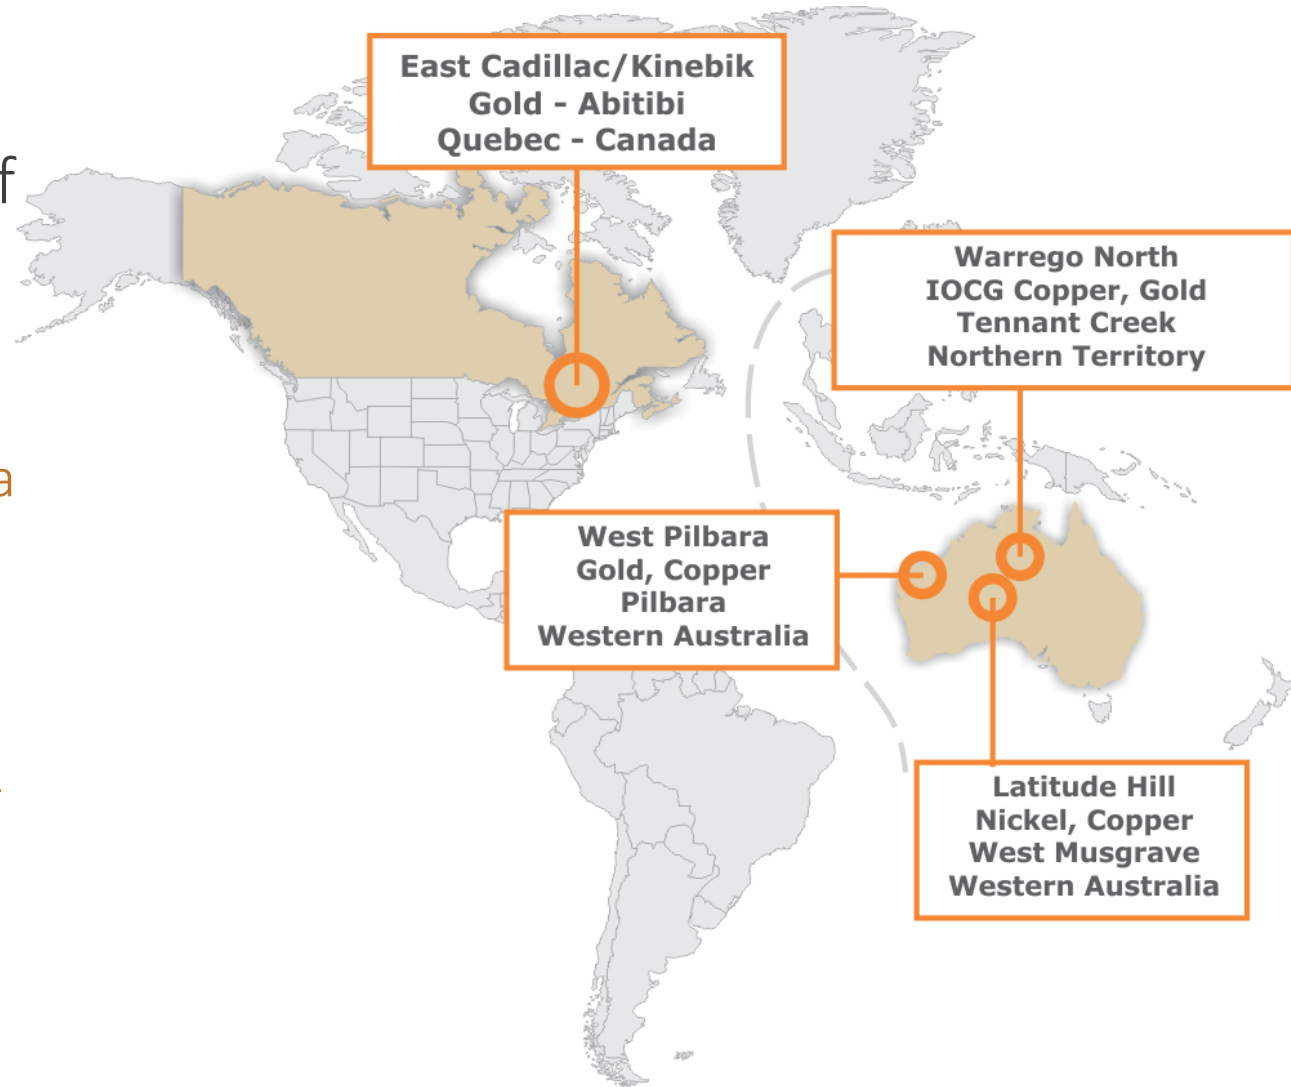 East Cadillac/Kinebik
Gold - Abitibi
Quebec - Canada
f
Warrego North
IOCG Copper, Gold
Tennant Creek
Northern Territory
a
West Pilbara
Gold, Copper
Pilbara
Western Australia
Latitude Hill
Nickel, Copper
West Musgrave
Western Australia